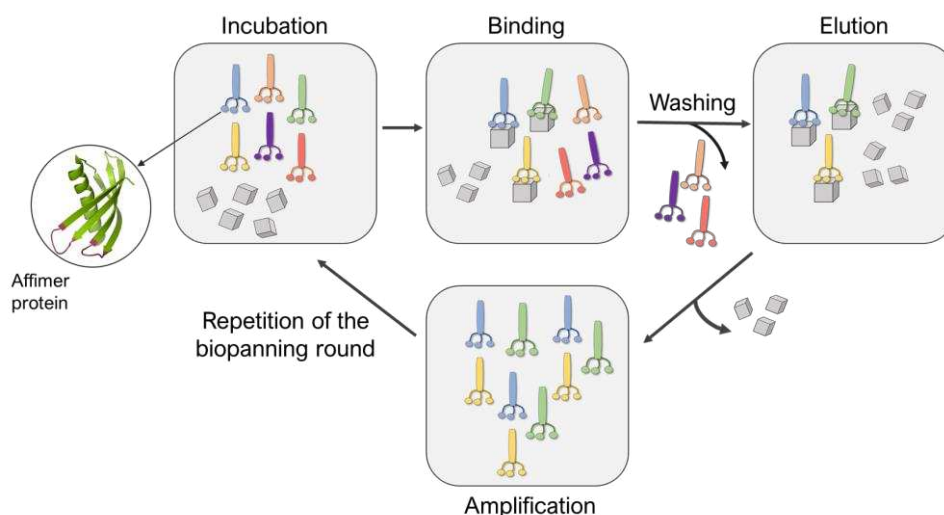 Incubation
Binding
Elution
Washing
Affimer
protein
Repetition of the
biopanning round
Amplification